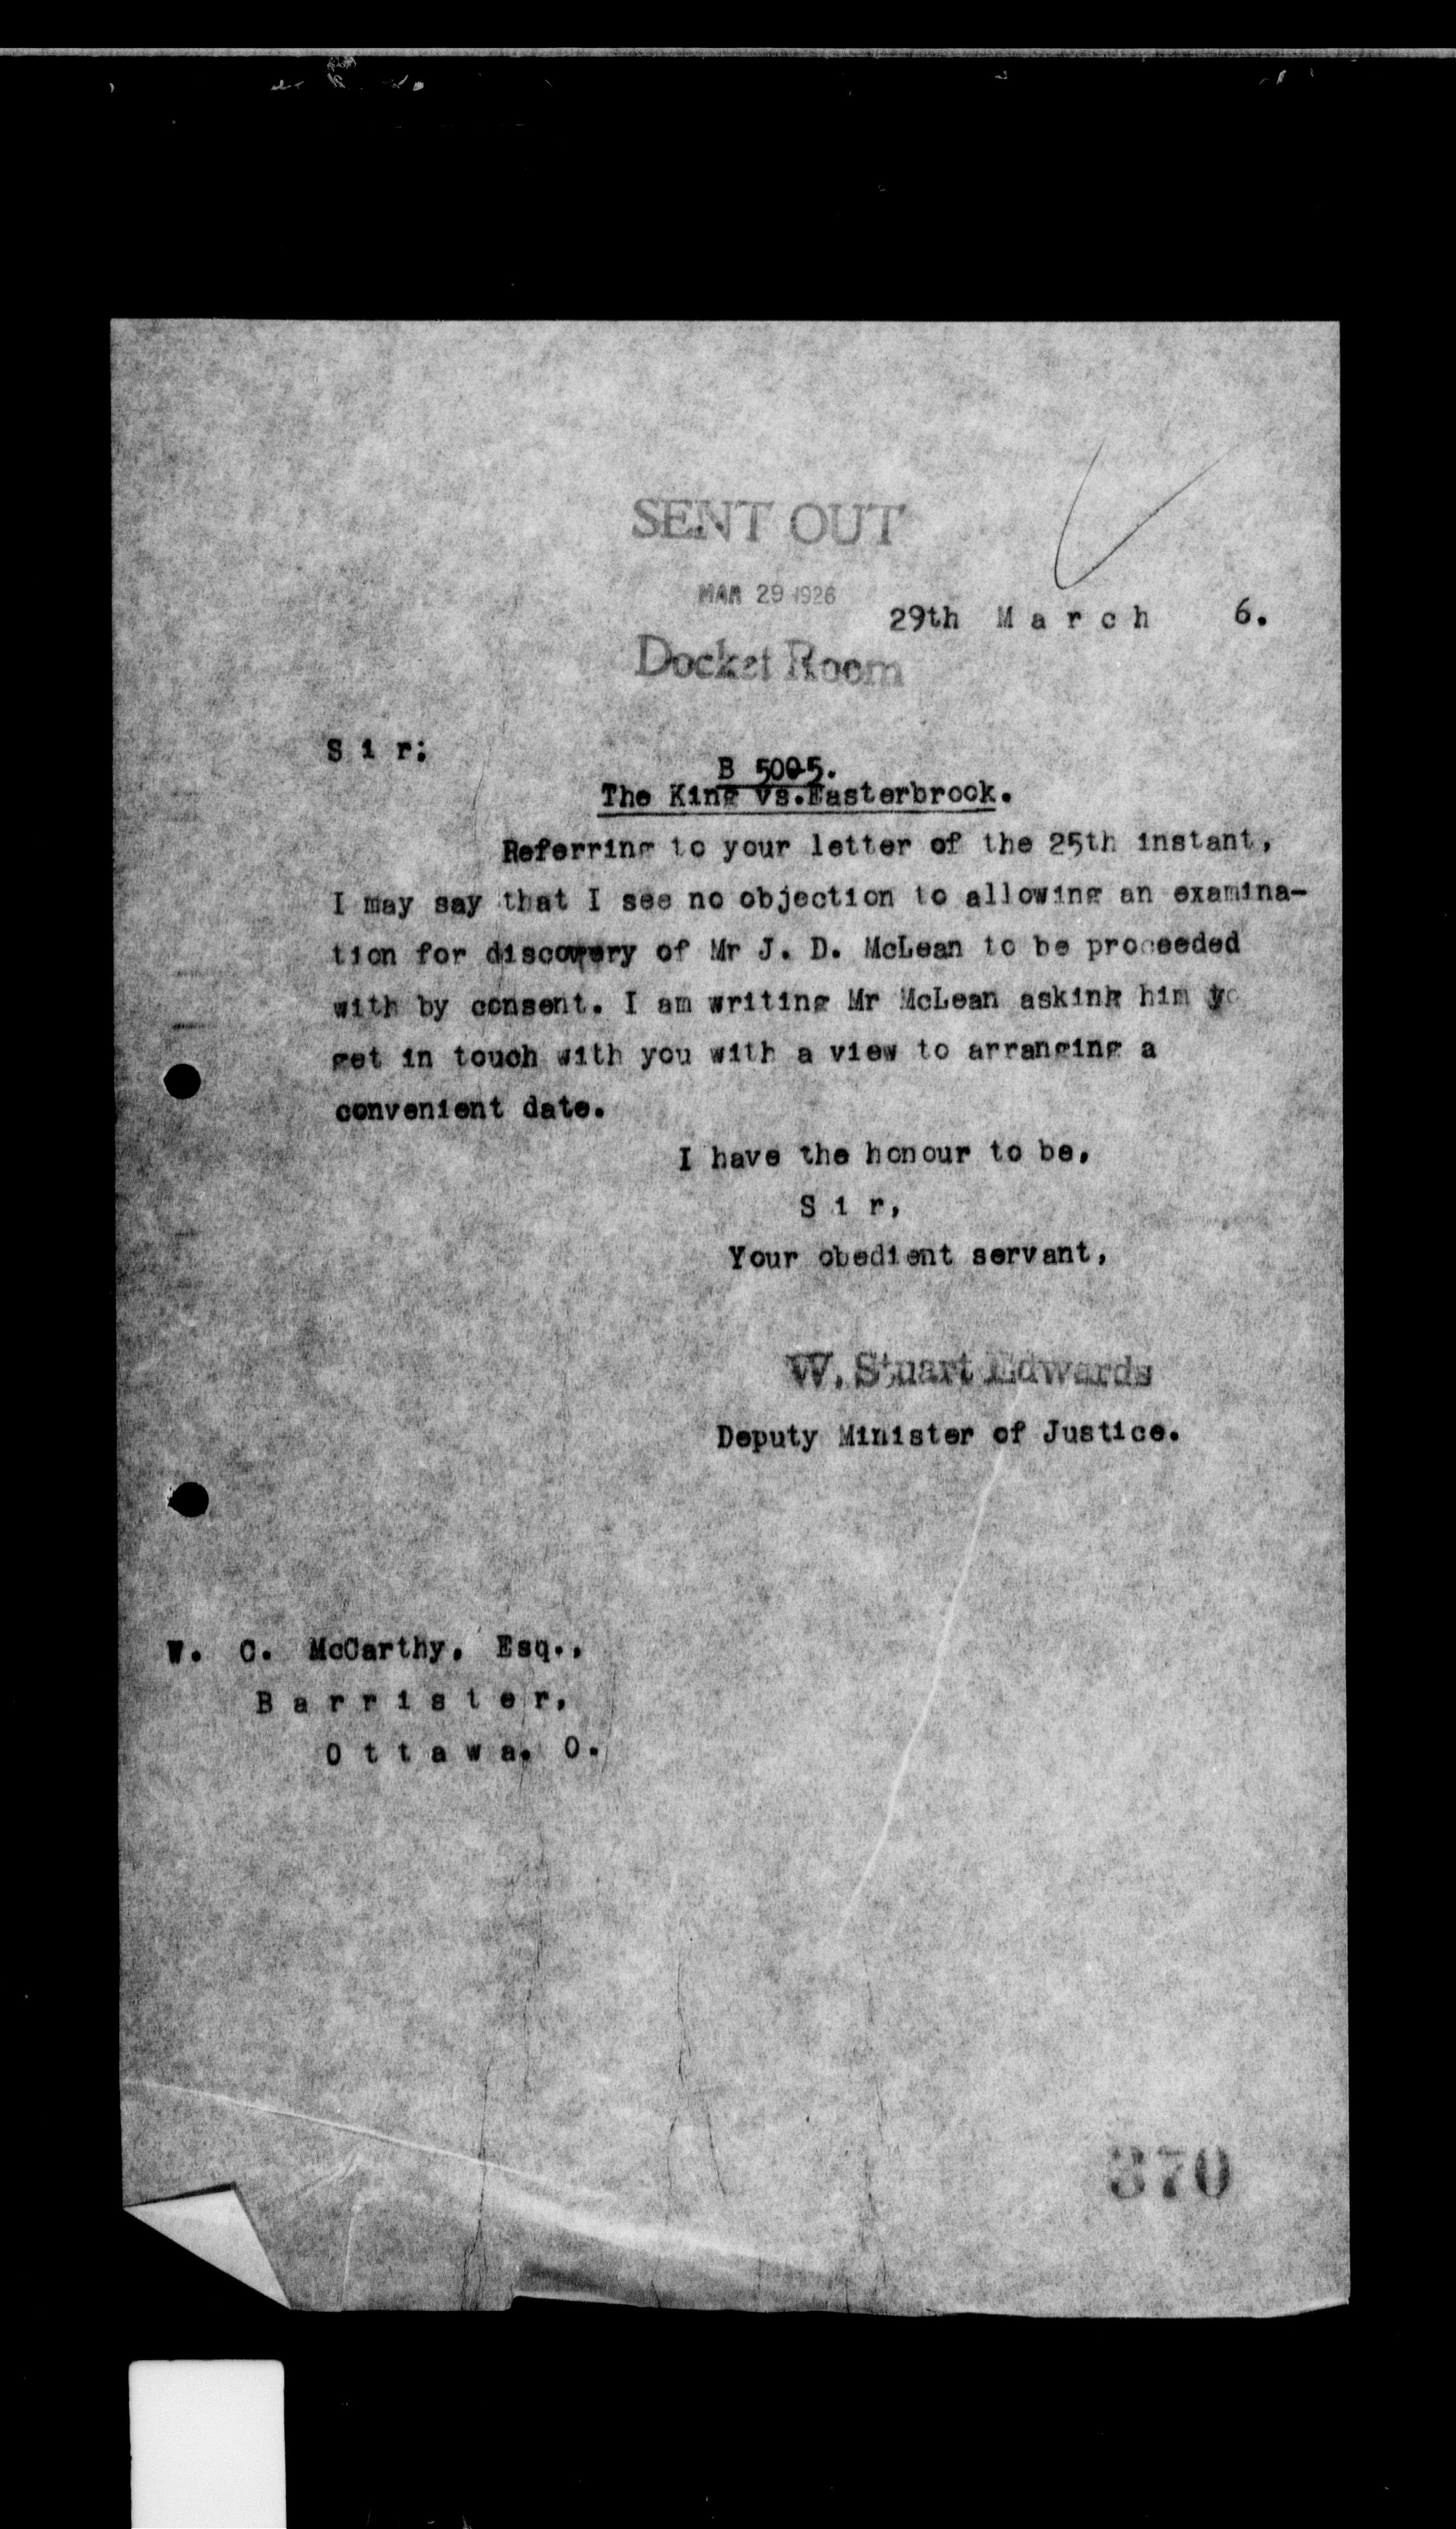 SENT OUT
MAR 29 1926
29th March 6.
Docket Room
Sir:
B 5005.
The King vs.Easterbrook.
Referring to your letter of the 25th instant,
I may say that I see no objection to allowing an examina-
tion for discovery of Mr J. D. McLean to be proceeded
with by consent. I am writing Mr McLean asking him to
get in touch with you with a view to arranging a
convenient date.
I have the honour to be,
Sir,
Your obedient servant,
W. Stuart Edwards
Deputy Minister of Justice.
W. C. McCarthy, Esq.,
Barrister,
Ottawa. O.
370